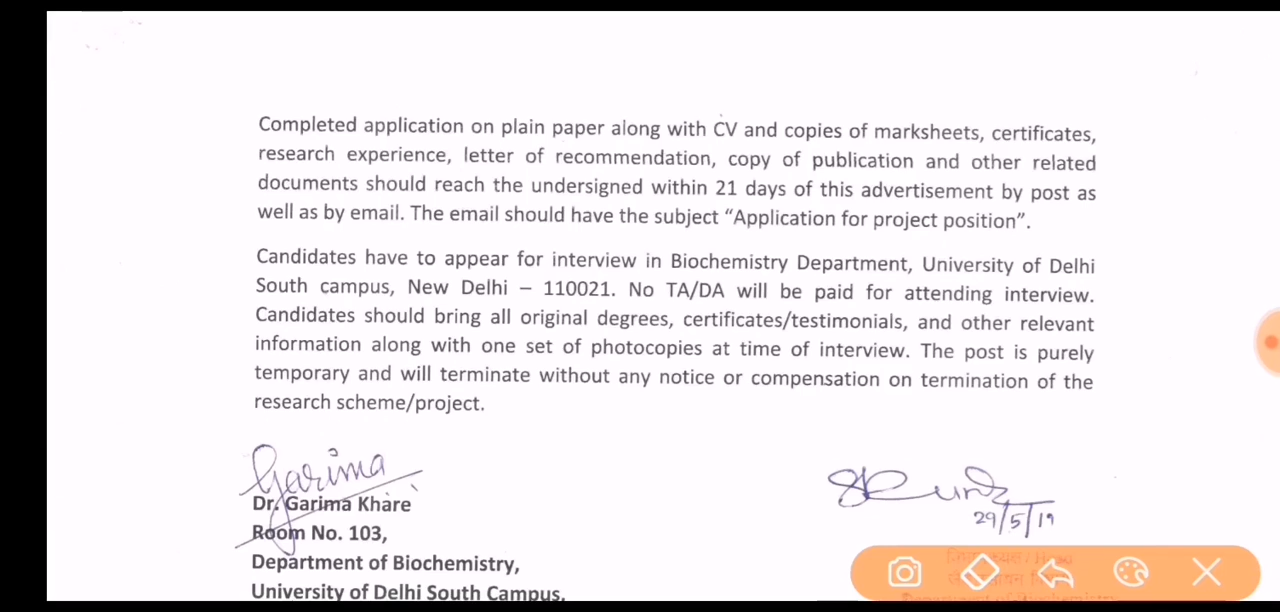 Completed application on plain paper along with CV and copies of marksheets, certificates,
research experience, letter of recommendation, copy of publication and other related
documents should reach the undersigned within 21 days of this advertisement by post as
well as by email. The email should have the subject “Application for project position”.
Candidates have to appear for interview in Biochemistry Department, University of Delhi
South campus, New Delhi – 110021. No TA/DA will be paid for attending interview.
Candidates should bring all original degrees, certificates/testimonials, and other relevant
information along with one set of photocopies at time of interview. The post is purely
temporary and will terminate without any notice or compensation on termination of the
research scheme/project.
Garima
Dr. Garima Khare
Room No. 103,
Department of Biochemistry,
University of Delhi South Campus,
29/5/19